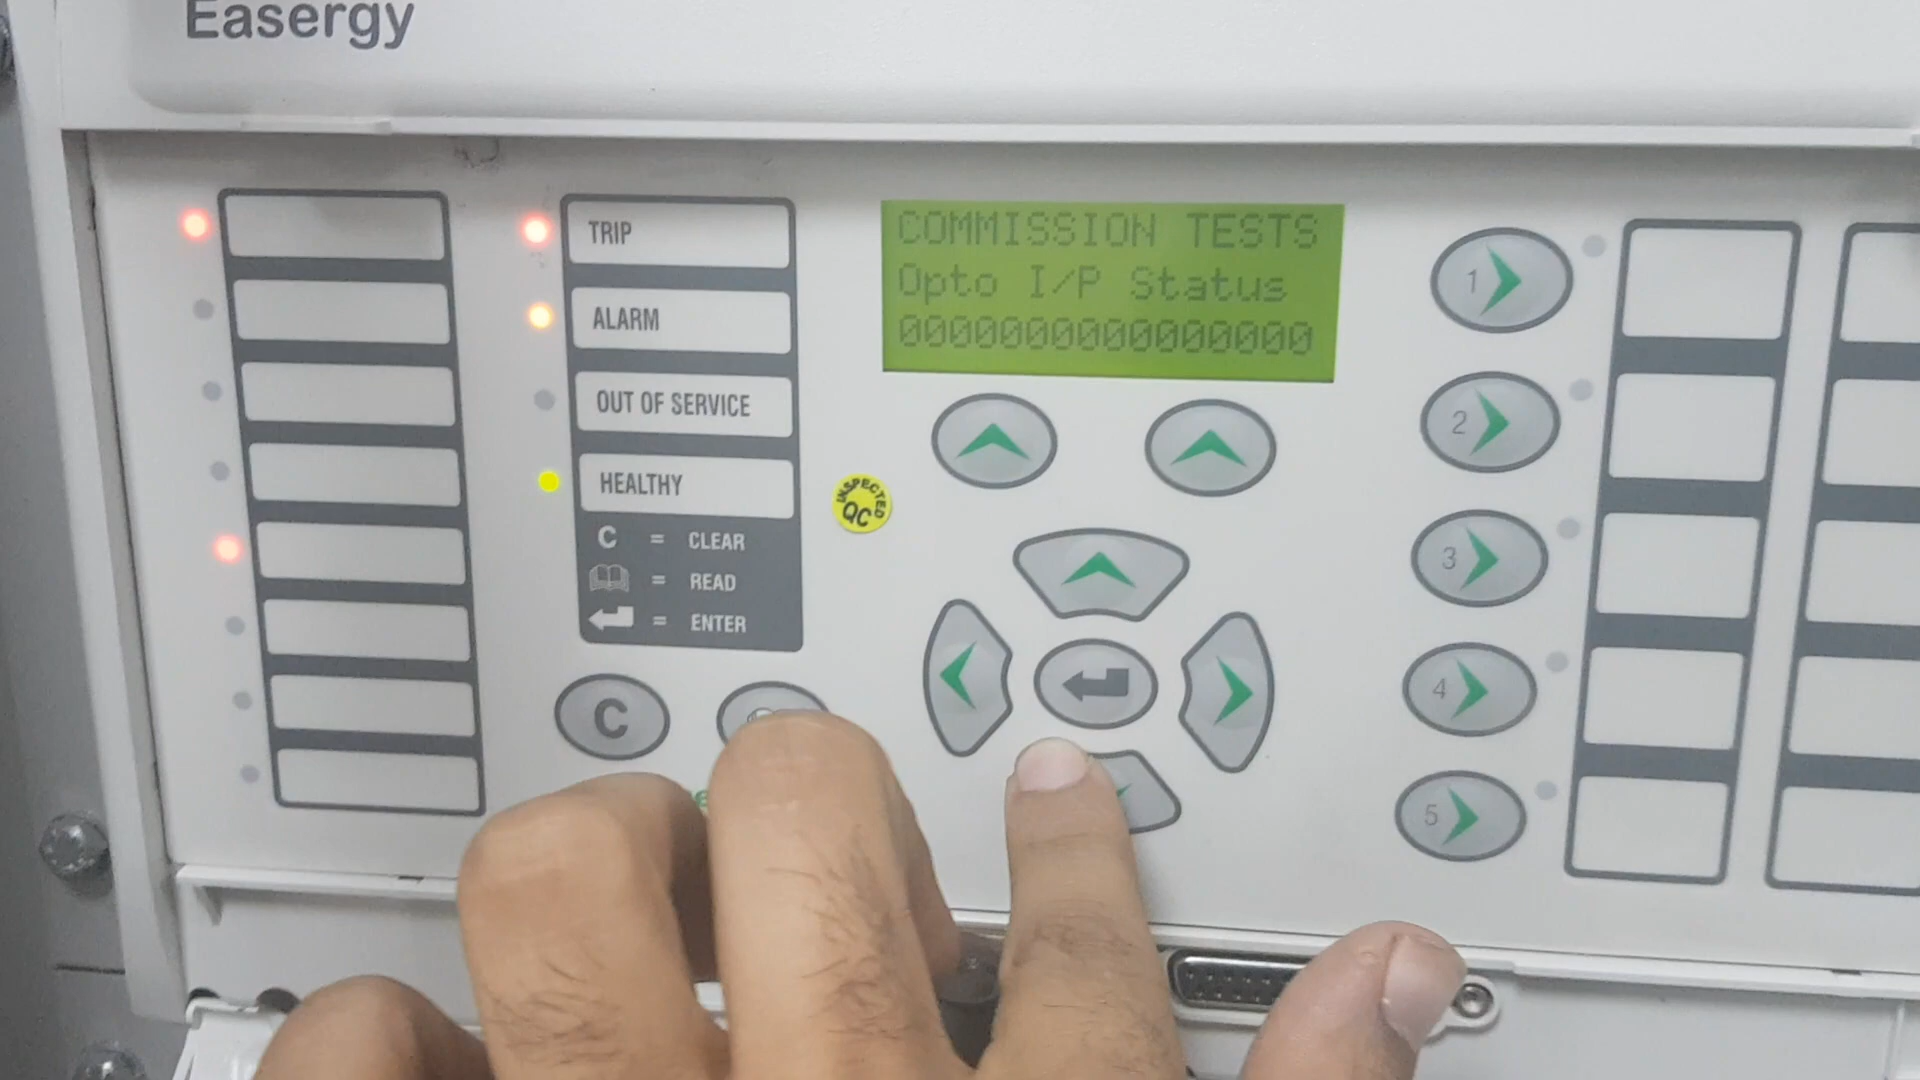 Easergy
TRIP
ALARM
OUT OF SERVICE
HEALTHY
C = CLEAR
= READ
= ENTER
C
INSPECTED
QC
COMMISSION TESTS
Opto I/P Status
0000000000000000
1
2
3
4
5